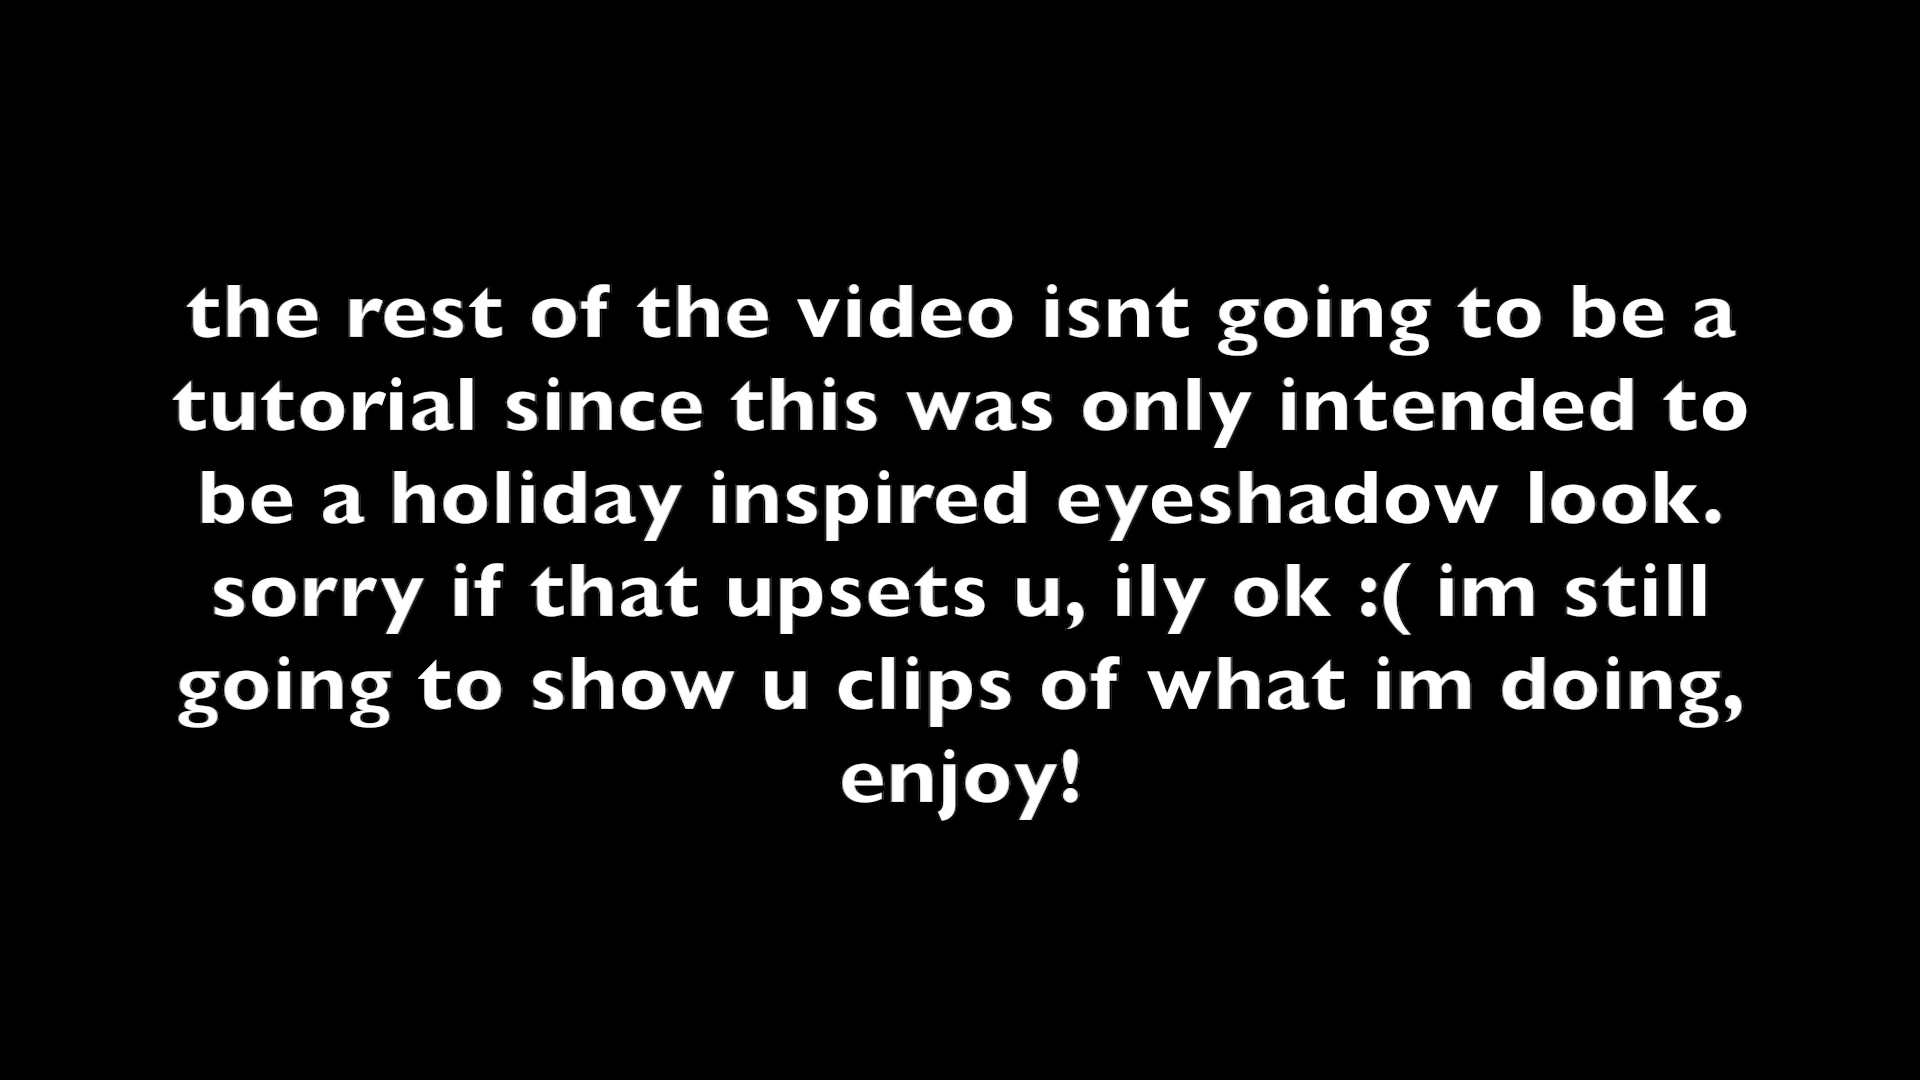 the rest of the video isnt going to be a
tutorial since this was only intended to
be a holiday inspired eyeshadow look.
sorry if that upsets u, ily ok :( im still
going to show u clips of what im doing,
enjoy!